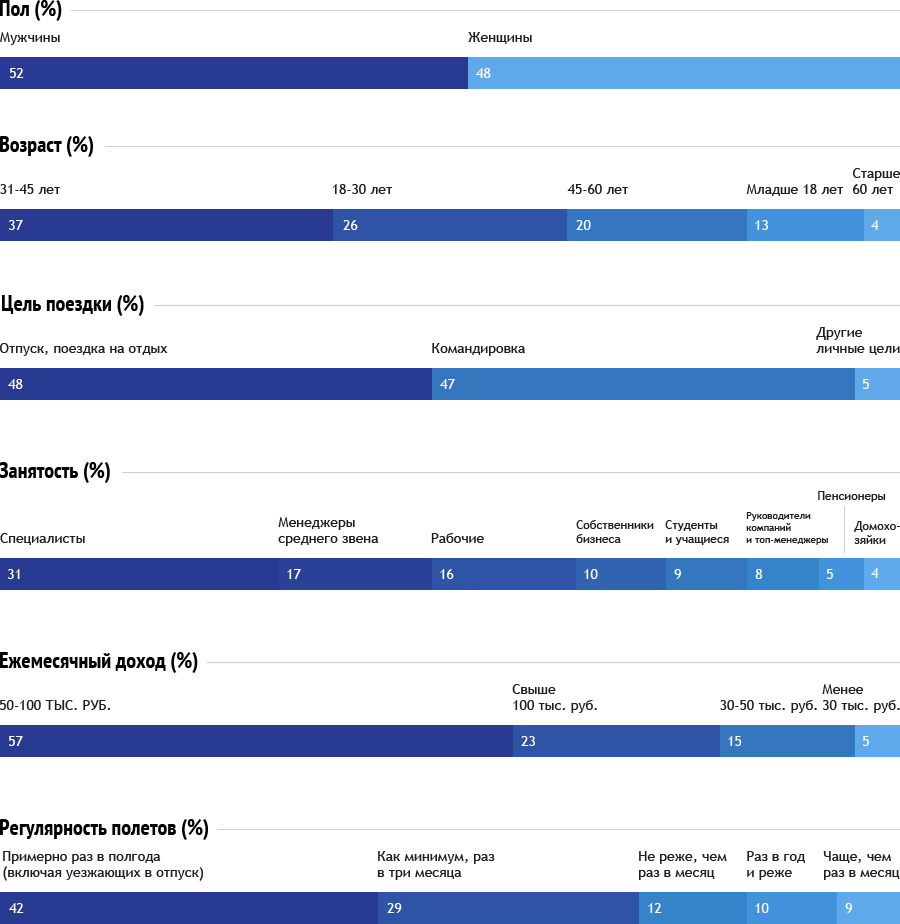 Пол (%)
Мужчины Женщины
52 48
Возраст (%)
31-45 лет 18-30 лет 45-60 лет Младше 18 лет Старше
60 лет
37 26 20 13 4
Цель поездки (%)
Отпуск, поездка на отдых Командировка Другие
личные цели
48 47 5
Занятость (%)
Специалисты
Менеджеры
среднего звена
Рабочие
Собственники
бизнеса
Студенты
и учащиеся
Руководители
компаний
и топ-менеджеры
Пенсионеры
Домохо-
зяйки
31 17 16 10 9 8 5 4
Ежемесячный доход (%)
50-100 ТЫС. РУБ.
Свыше
100 тыс. руб.
30-50 тыс. руб.
Менее
30 тыс. руб.
57 23 15 5
Регулярность полетов (%)
Примерно раз в полгода
(включая уезжающих в отпуск)
Как минимум, раз
в три месяца
Не реже, чем
раз в месяц
Раз в год
и реже
Чаще, чем
раз в месяц
42 29 12 10 9